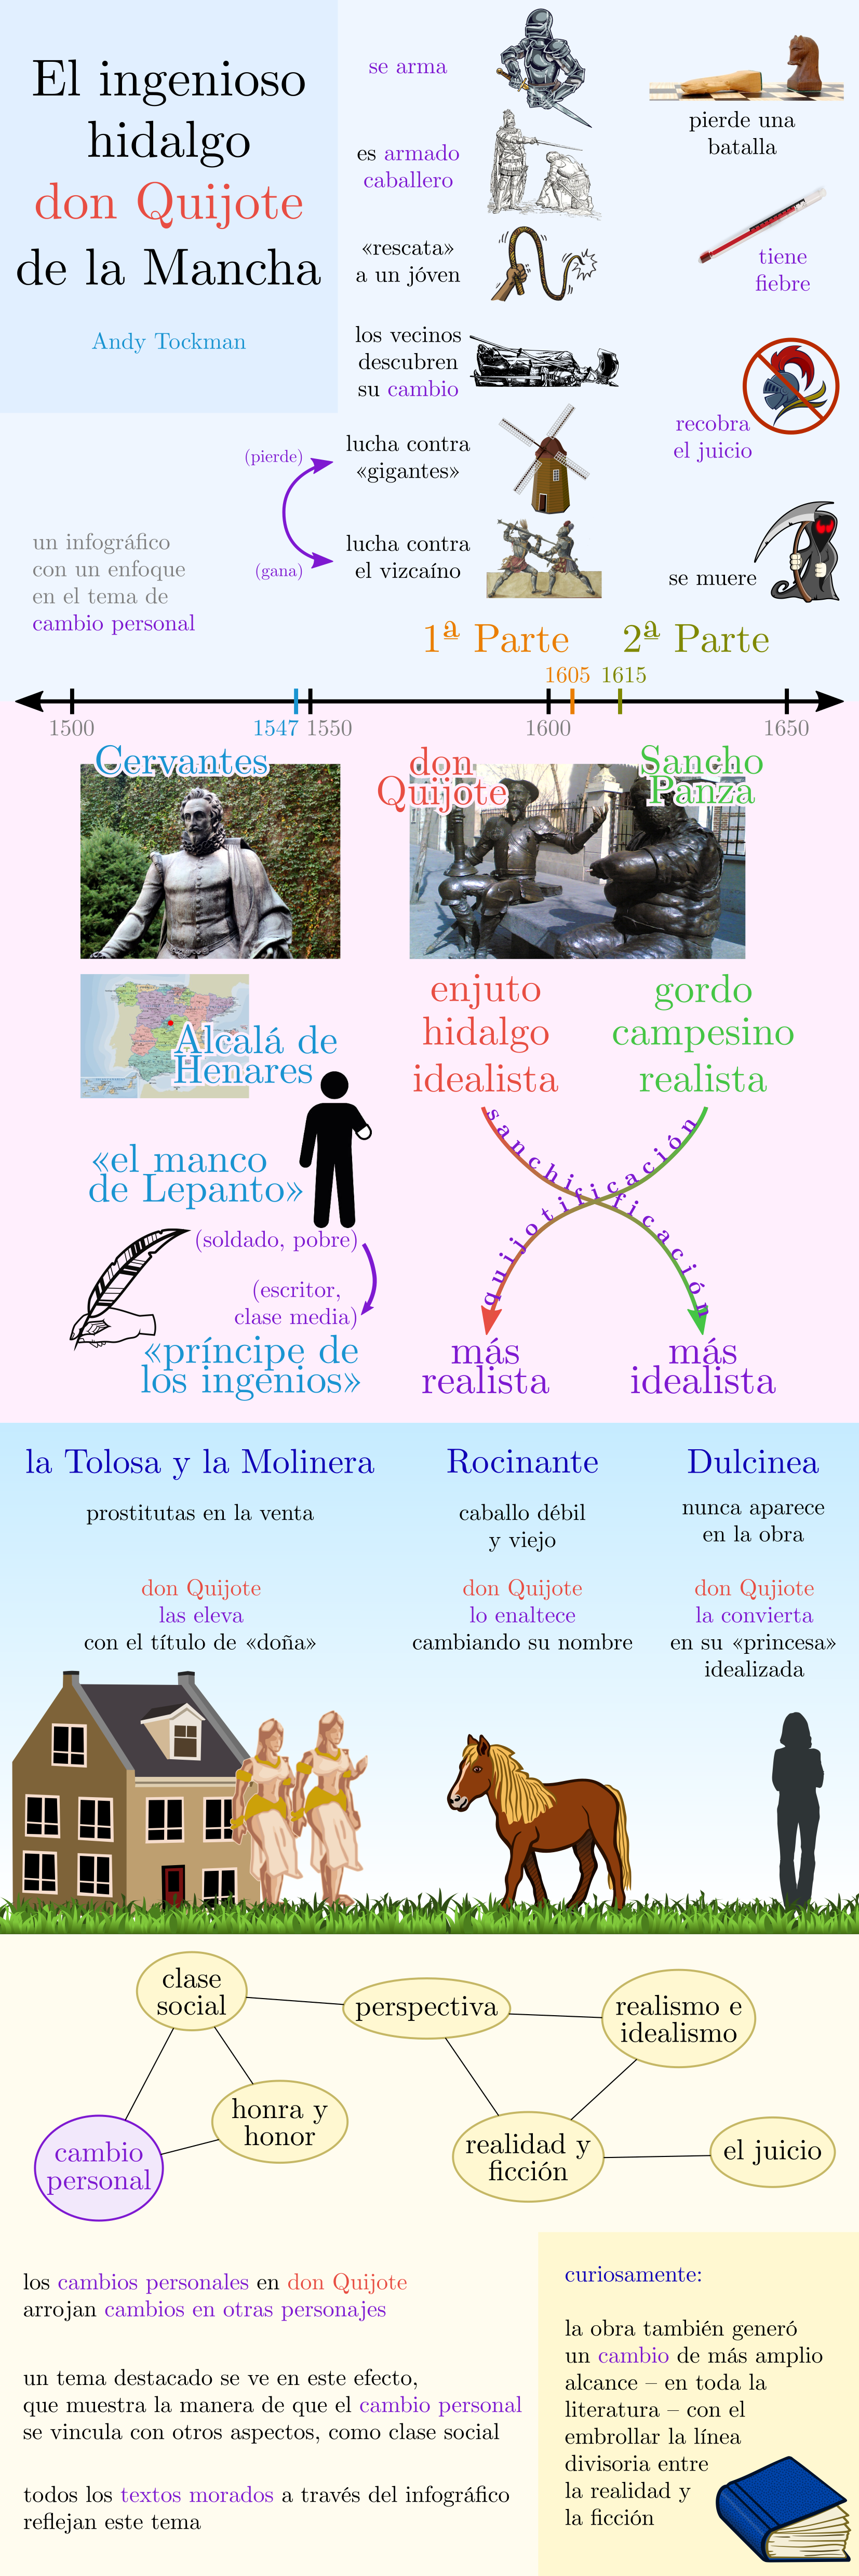 El ingenioso
hidalgo
don Quijote
de la Mancha
Andy Tockman
un infográfico
con un enfoque
en el tema de
cambio personal
se arma
es armado
caballero
«rescata»
a un jóven
los vecinos
descubren
su cambio
(pierde)
lucha contra
«gigantes»
(gana)
lucha contra
el vizcaíno
1ª Parte
pierde una
batalla
tiene
fiebre
recobra
el juicio
se muere
2ª Parte
1605 1615
1500 1547 1550 1600 1650
Cervantes
Alcalá de
Henares
«el manco
de Lepanto»
(soldado, pobre)
(escritor,
clase media)
«príncipe de
los ingenios»
don
Quijote
Sancho
Panza
enjuto
hidalgo
idealista
gordo
campesino
realista
sanchificación
quijotificación
más
realista
más
idealista
la Tolosa y la Molinera
prostitutas en la venta
don Quijote
las eleva
con el título de «doña»
Rocinante
caballo débil
y viejo
don Quijote
lo enaltece
cambiando su nombre
Dulcinea
nunca aparece
en la obra
don Qujiote
la convierta
en su «princesa»
idealizada
clase
social
perspectiva
realismo e
idealismo
honra y
honor
cambio
personal
realidad y
ficción
el juicio
los cambios personales en don Quijote
arrojan cambios en otras personajes
un tema destacado se ve en este efecto,
que muestra la manera de que el cambio personal
se vincula con otros aspectos, como clase social
todos los textos morados a través del infográfico
reflejan este tema
curiosamente:
la obra también generó
un cambio de más amplio
alcance – en toda la
literatura – con el
embrollar la línea
divisoria entre
la realidad y
la ficción